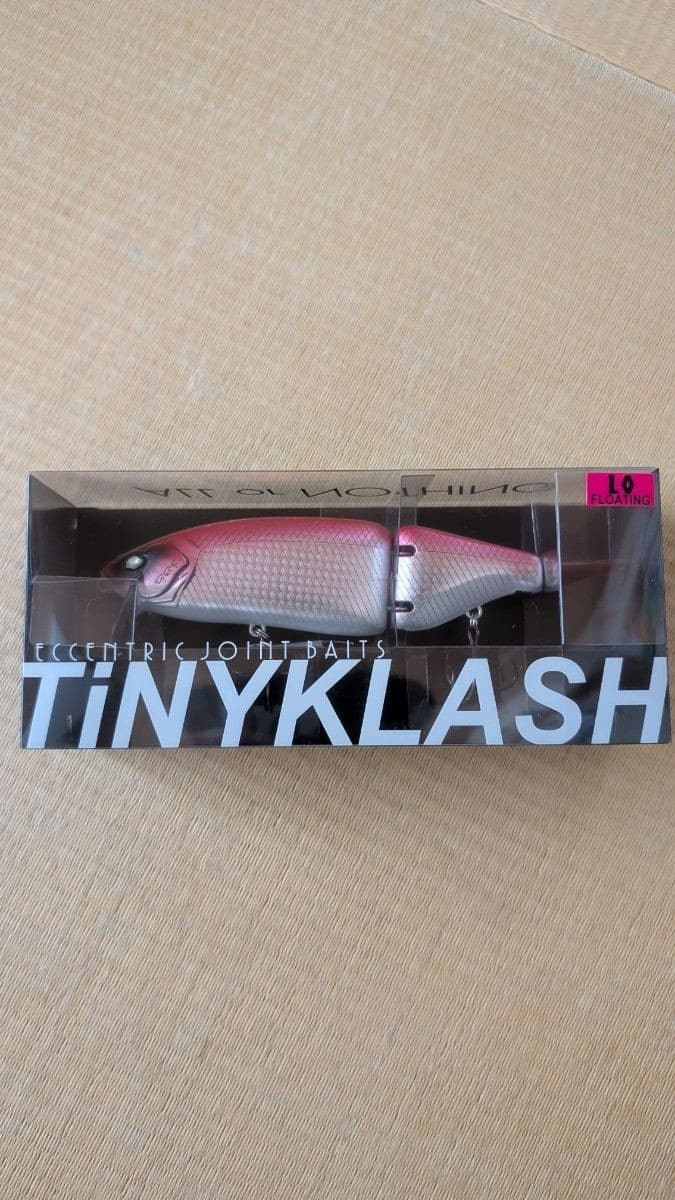 ALL or NOTHING
LO
FLOATING
ECCENTRIC JOINT BAITS
TiNYKLASH